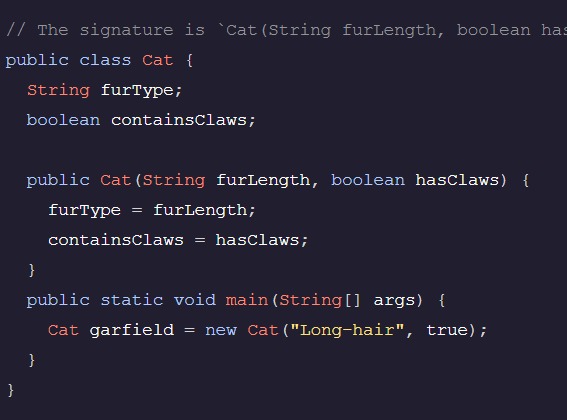 // The signature is `Cat(String furLength, boolean has
public class Cat {
  String furType;
  boolean containsClaws;

  public Cat(String furLength, boolean hasClaws) {
    furType = furLength;
    containsClaws = hasClaws;
  }
  public static void main(String[] args) {
    Cat garfield = new Cat("Long-hair", true);
  }
}